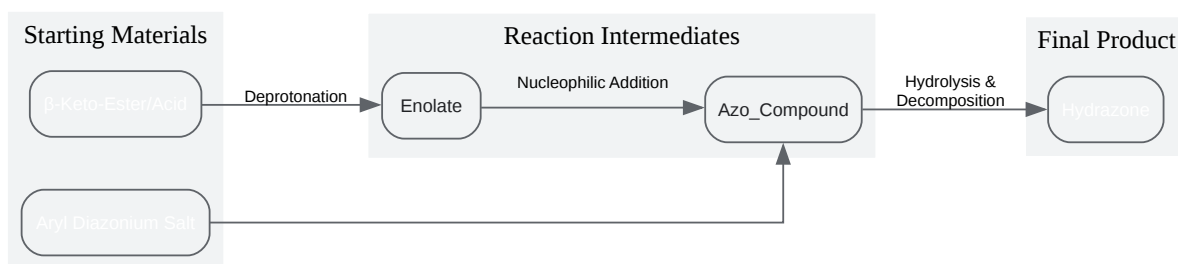 Starting Materials
Reaction Intermediates
Final Product
β-Keto-Ester/Acid
Deprotonation
Enolate
Nucleophilic Addition
Azo_Compound
Hydrolysis &
Decomposition
Hydrazone
Aryl Diazonium Salt